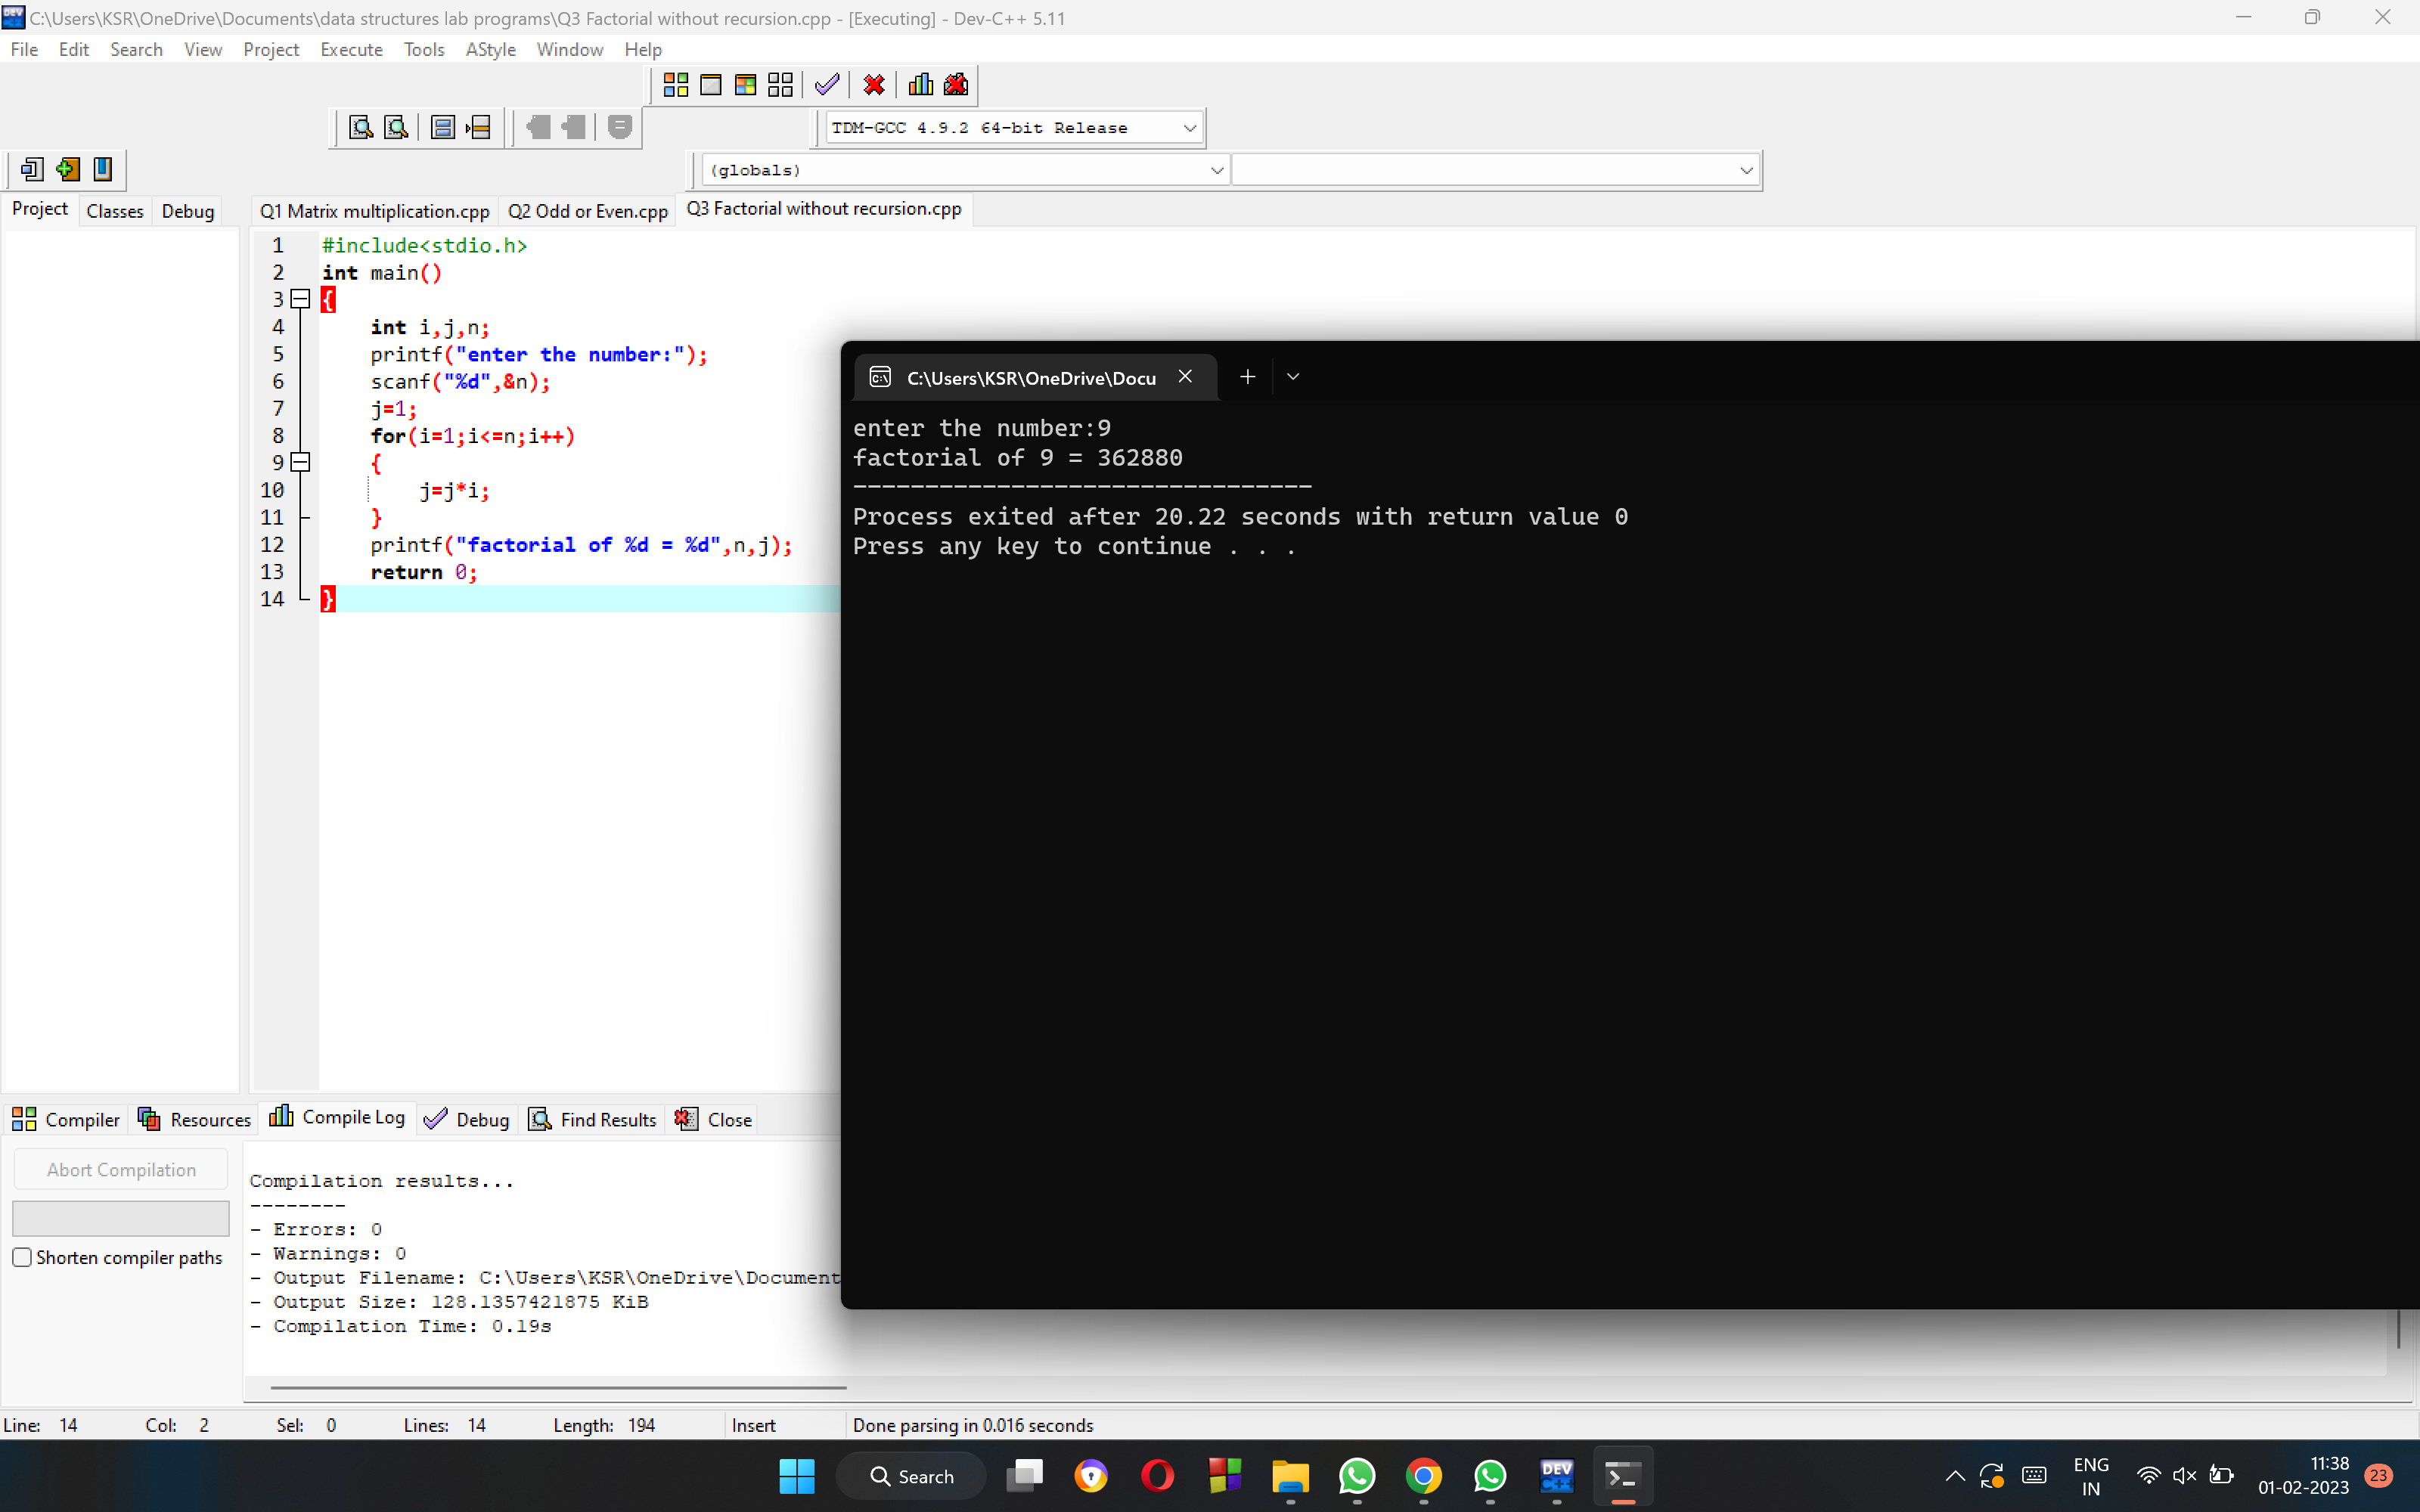 C:\Users\KSR\OneDrive\Documents\data structures lab programs\Q3 Factorial without recursion.cpp - [Executing] - Dev-C++ 5.11
File Edit Search View Project Execute Tools AStyle Window Help
TDM-GCC 4.9.2 64-bit Release
(globals)
Project Classes Debug
Q1 Matrix multiplication.cpp Q2 Odd or Even.cpp Q3 Factorial without recursion.cpp
1 #include<stdio.h>
2 int main()
3 {
4 int i,j,n;
5 printf("enter the number:");
6 scanf("%d",&n);
7 j=1;
8 for(i=1;i<=n;i++)
9 {
10 j=j*i;
11 }
12 printf("factorial of %d = %d",n,j);
13 return 0;
14 }
C:\Users\KSR\OneDrive\Docu
enter the number:9
factorial of 9 = 362880
--------------------------------
Process exited after 20.22 seconds with return value 0
Press any key to continue . . .
Compiler Resources Compile Log Debug Find Results Close
Abort Compilation
Shorten compiler paths
Compilation results...
--------
- Errors: 0
- Warnings: 0
- Output Filename: C:\Users\KSR\OneDrive\Document
- Output Size: 128.1357421875 KiB
- Compilation Time: 0.19s
Line: 14 Col: 2 Sel: 0 Lines: 14 Length: 194 Insert Done parsing in 0.016 seconds
Search
DEV
C++
ENG
IN
11:38
01-02-2023
23